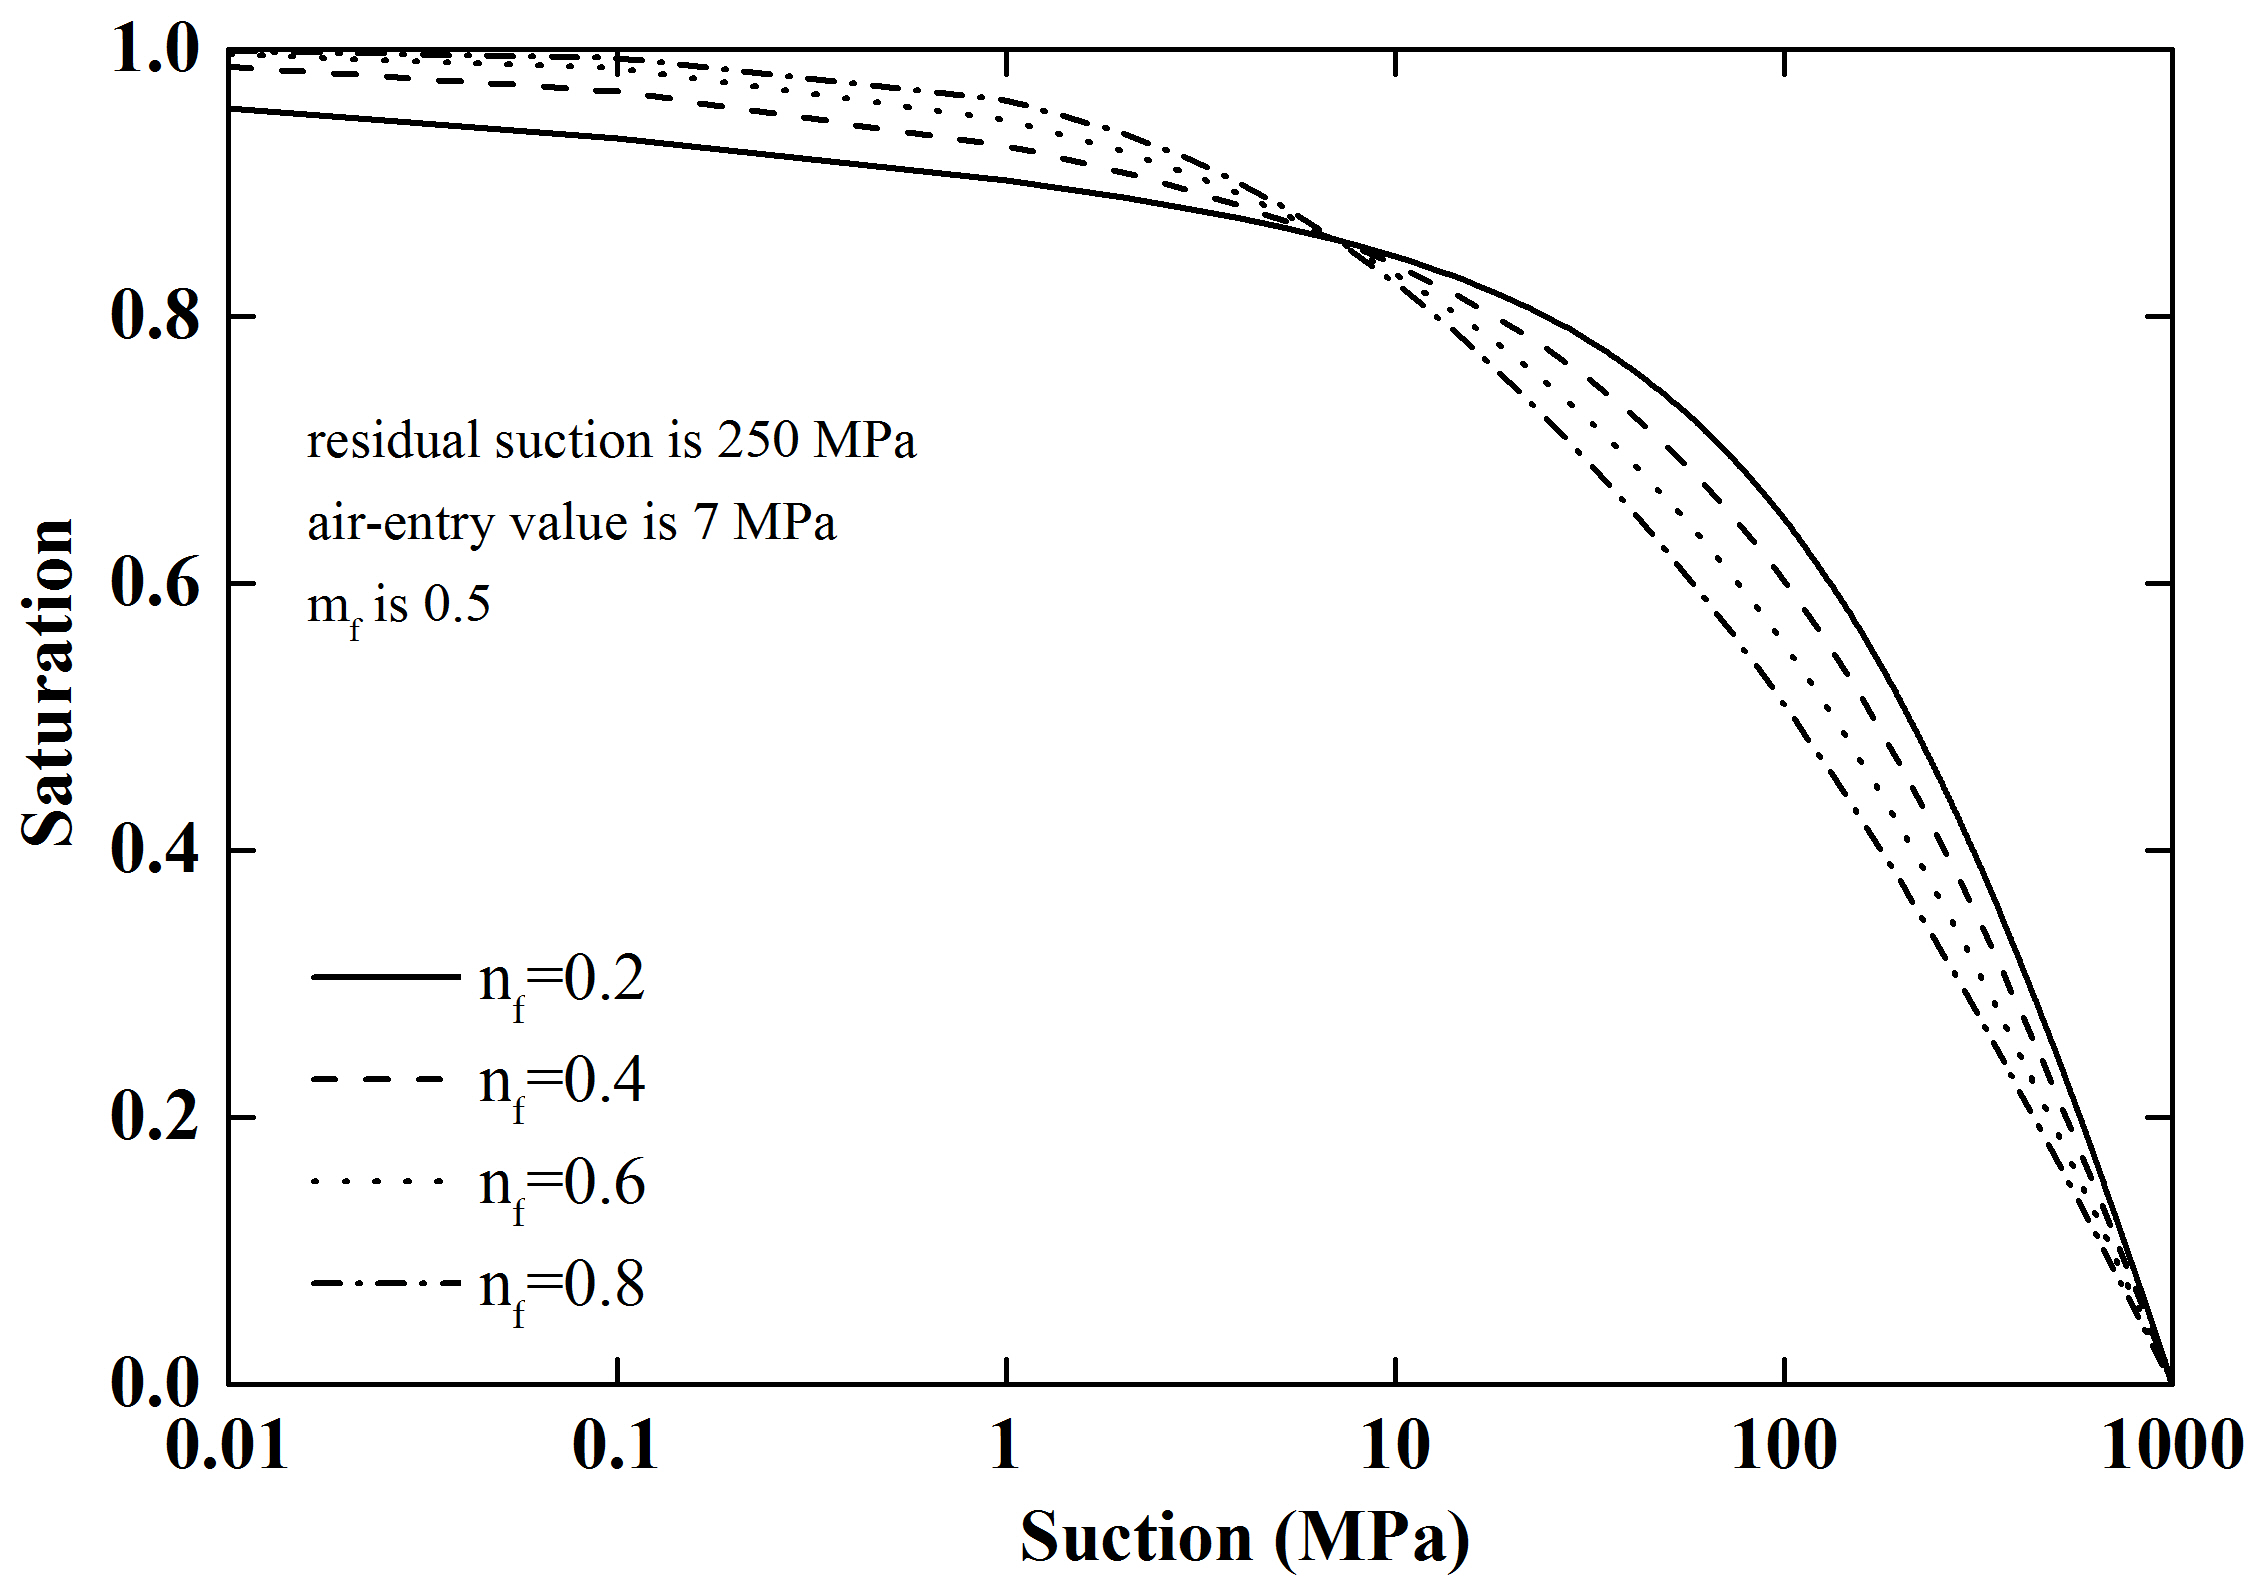 1.0
0.8
0.6
0.4
0.2
0.0
Saturation
residual suction is 250 MPa
air-entry value is 7 MPa
mf is 0.5
nf=0.2
nf=0.4
nf=0.6
nf=0.8
0.01 0.1 1 10 100 1000
Suction (MPa)